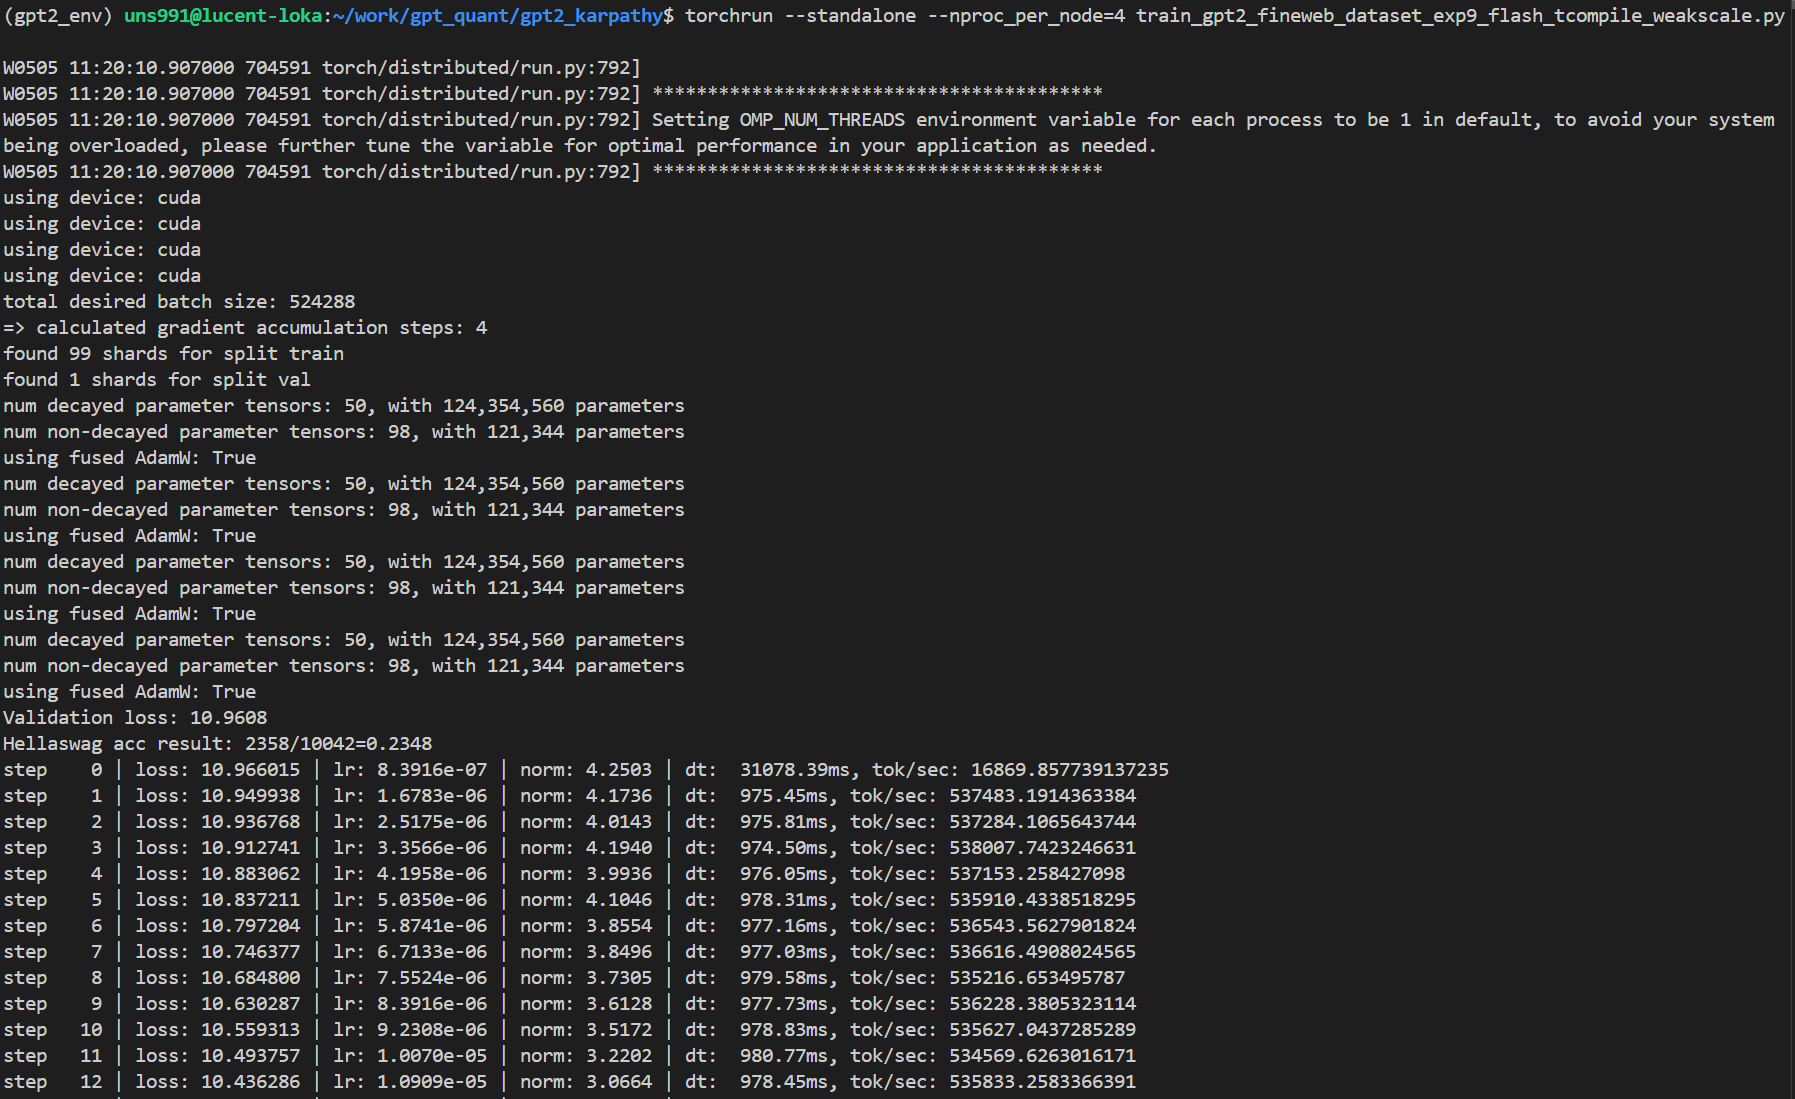 (gpt2_env) uns991@lucent-loka:~/work/gpt_quant/gpt2_karpathy$ torchrun --standalone --nproc_per_node=4 train_gpt2_fineweb_dataset_exp9_flash_tcompile_weakscale.py
W0505 11:20:10.907000 704591 torch/distributed/run.py:792]
W0505 11:20:10.907000 704591 torch/distributed/run.py:792] *****************************************
W0505 11:20:10.907000 704591 torch/distributed/run.py:792] Setting OMP_NUM_THREADS environment variable for each process to be 1 in default, to avoid your system
being overloaded, please further tune the variable for optimal performance in your application as needed.
W0505 11:20:10.907000 704591 torch/distributed/run.py:792] *****************************************
using device: cuda
using device: cuda
using device: cuda
using device: cuda
total desired batch size: 524288
=> calculated gradient accumulation steps: 4
found 99 shards for split train
found 1 shards for split val
num decayed parameter tensors: 50, with 124,354,560 parameters
num non-decayed parameter tensors: 98, with 121,344 parameters
using fused AdamW: True
num decayed parameter tensors: 50, with 124,354,560 parameters
num non-decayed parameter tensors: 98, with 121,344 parameters
using fused AdamW: True
num decayed parameter tensors: 50, with 124,354,560 parameters
num non-decayed parameter tensors: 98, with 121,344 parameters
using fused AdamW: True
num decayed parameter tensors: 50, with 124,354,560 parameters
num non-decayed parameter tensors: 98, with 121,344 parameters
using fused AdamW: True
Validation loss: 10.9608
Hellaswag acc result: 2358/10042=0.2348
step    0 | loss: 10.966015 | lr: 8.3916e-07 | norm: 4.2503 | dt:  31078.39ms, tok/sec: 16869.857739137235
step    1 | loss: 10.949938 | lr: 1.6783e-06 | norm: 4.1736 | dt:  975.45ms, tok/sec: 537483.1914363384
step    2 | loss: 10.936768 | lr: 2.5175e-06 | norm: 4.0143 | dt:  975.81ms, tok/sec: 537284.1065643744
step    3 | loss: 10.912741 | lr: 3.3566e-06 | norm: 4.1940 | dt:  974.50ms, tok/sec: 538007.7423246631
step    4 | loss: 10.883062 | lr: 4.1958e-06 | norm: 3.9936 | dt:  976.05ms, tok/sec: 537153.258427098
step    5 | loss: 10.837211 | lr: 5.0350e-06 | norm: 4.1046 | dt:  978.31ms, tok/sec: 535910.4338518295
step    6 | loss: 10.797204 | lr: 5.8741e-06 | norm: 3.8554 | dt:  977.16ms, tok/sec: 536543.5627901824
step    7 | loss: 10.746377 | lr: 6.7133e-06 | norm: 3.8496 | dt:  977.03ms, tok/sec: 536616.4908024565
step    8 | loss: 10.684800 | lr: 7.5524e-06 | norm: 3.7305 | dt:  979.58ms, tok/sec: 535216.653495787
step    9 | loss: 10.630287 | lr: 8.3916e-06 | norm: 3.6128 | dt:  977.73ms, tok/sec: 536228.3805323114
step   10 | loss: 10.559313 | lr: 9.2308e-06 | norm: 3.5172 | dt:  978.83ms, tok/sec: 535627.0437285289
step   11 | loss: 10.493757 | lr: 1.0070e-05 | norm: 3.2202 | dt:  980.77ms, tok/sec: 534569.6263016171
step   12 | loss: 10.436286 | lr: 1.0909e-05 | norm: 3.0664 | dt:  978.45ms, tok/sec: 535833.2583366391